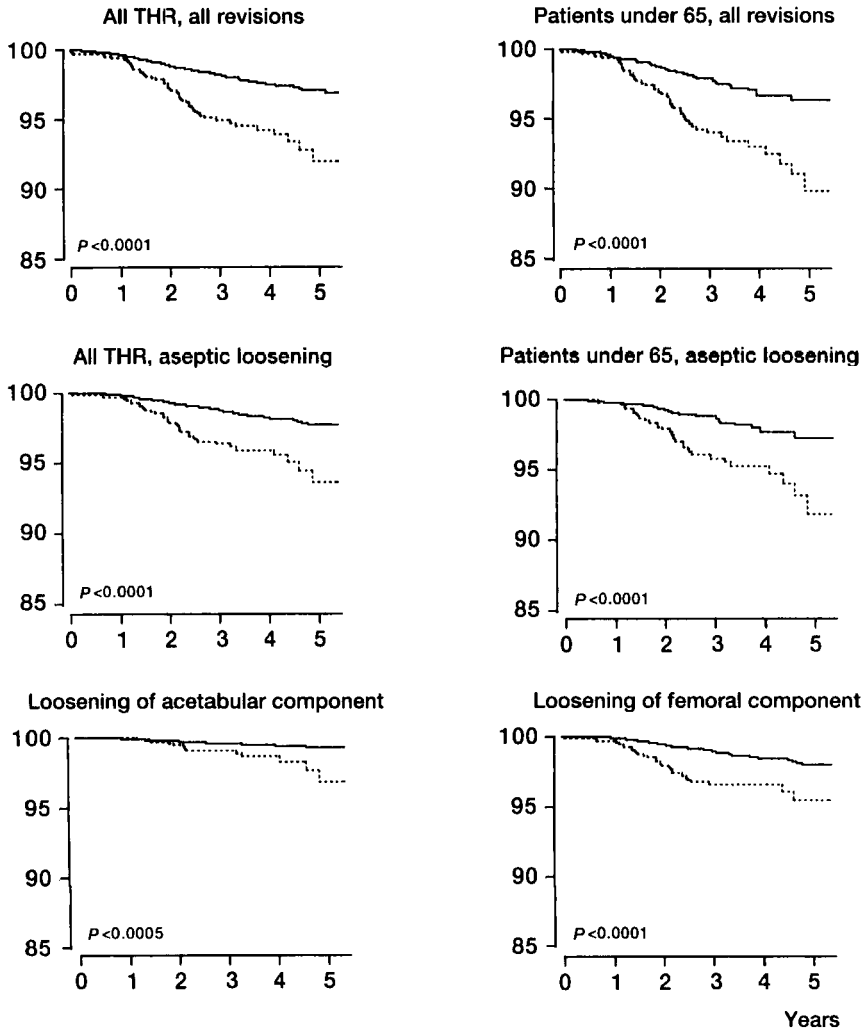 All THR, all revisions
100
95
90
85
P<0.0001
0 1 2 3 4 5
Patients under 65, all revisions
100
95
90
85
P<0.0001
0 1 2 3 4 5
All THR, aseptic loosening
100
95
90
85
P<0.0001
0 1 2 3 4 5
Patients under 65, aseptic loosening
100
95
90
85
P<0.0001
0 1 2 3 4 5
Loosening of acetabular component
100
95
90
85
P<0.0005
0 1 2 3 4 5
Loosening of femoral component
100
95
90
85
P<0.0001
0 1 2 3 4 5
Years